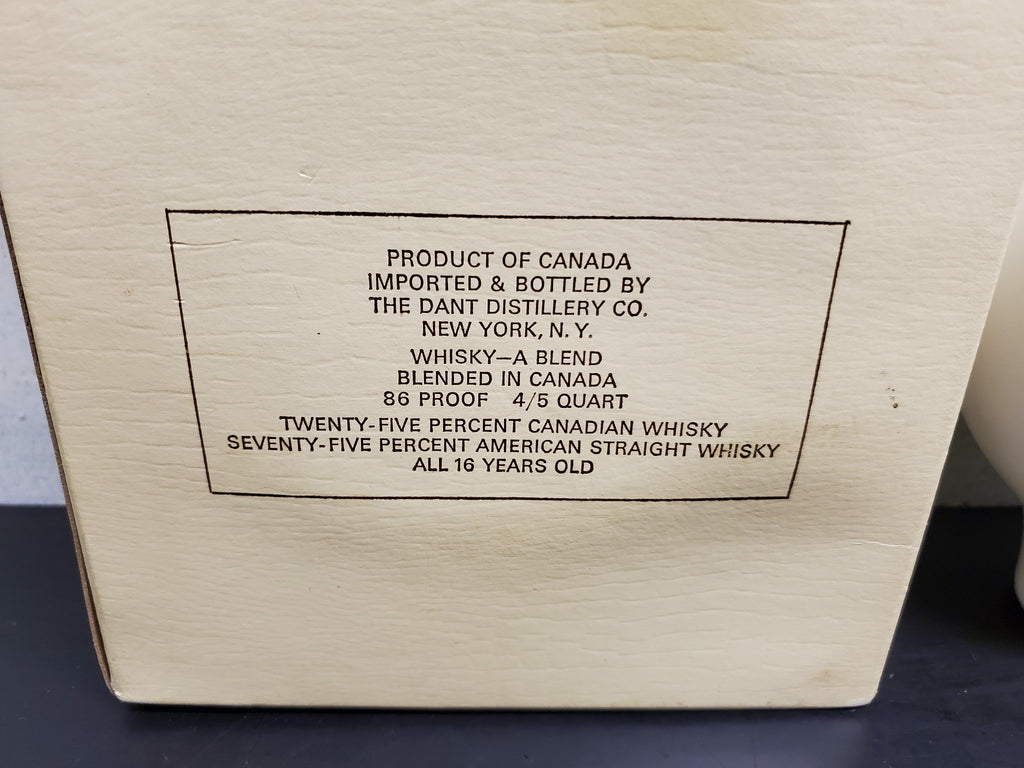 PRODUCT OF CANADA
IMPORTED & BOTTLED BY
THE DANT DISTILLERY CO.
NEW YORK, N.Y.
WHISKY—A BLEND
BLENDED IN CANADA
86 PROOF 4/5 QUART
TWENTY-FIVE PERCENT CANADIAN WHISKY
SEVENTY-FIVE PERCENT AMERICAN STRAIGHT WHISKY
ALL 16 YEARS OLD